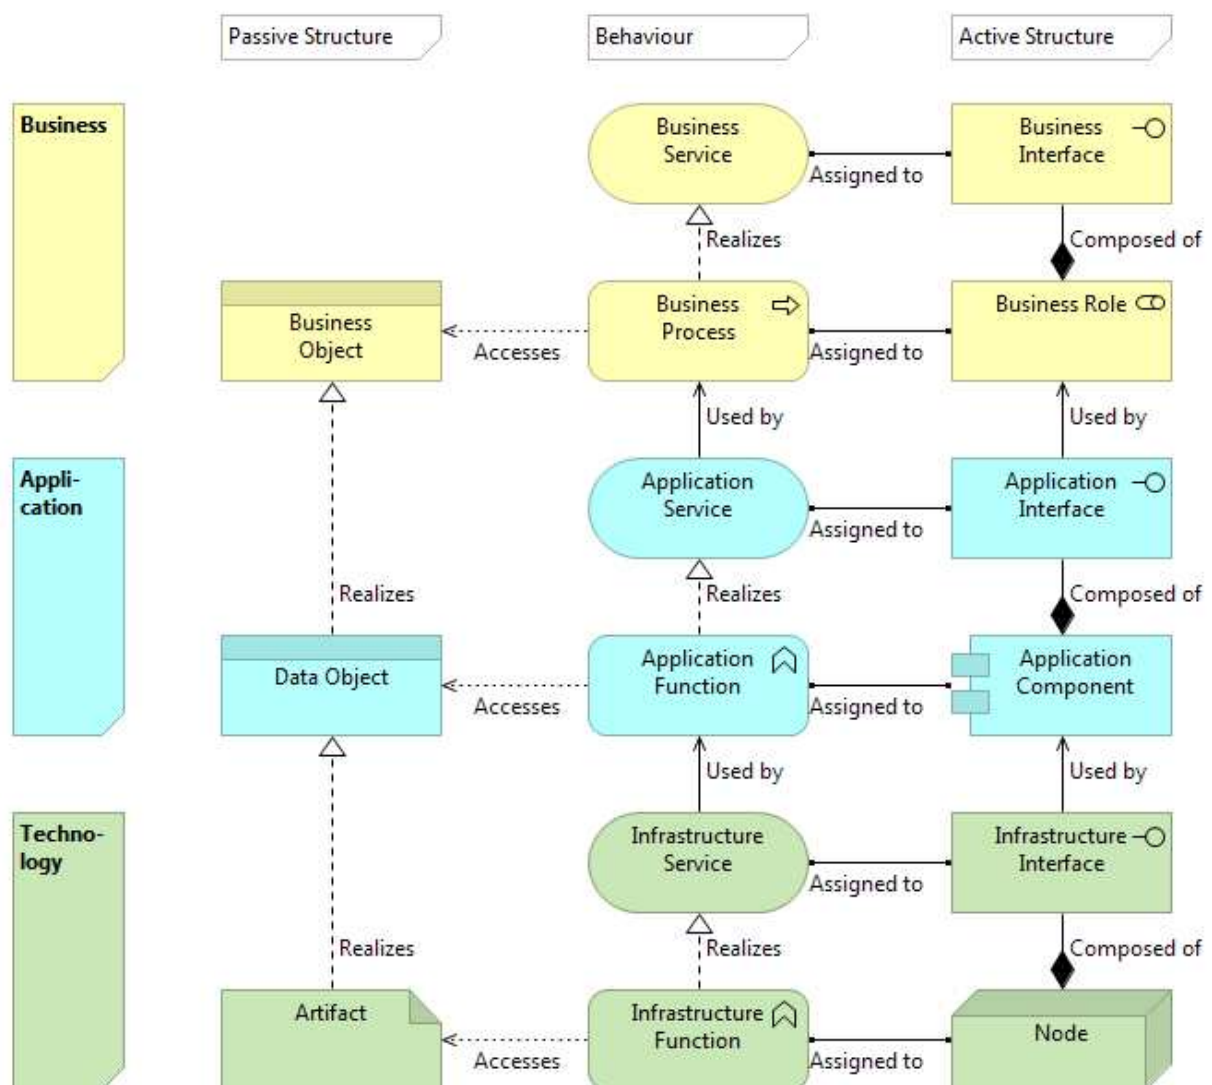 Passive Structure
Behaviour
Active Structure
Business
Business
Service
Assigned to
Business
Interface
Realizes
Composed of
Business
Object
Accesses
Business
Process
Assigned to
Business Role
Used by
Used by
Appli-
cation
Application
Service
Assigned to
Application
Interface
Realizes
Realizes
Composed of
Data Object
Accesses
Application
Function
Assigned to
Application
Component
Used by
Used by
Techno-
logy
Infrastructure
Service
Assigned to
Infrastructure
Interface
Realizes
Realizes
Composed of
Artifact
Accesses
Infrastructure
Function
Assigned to
Node